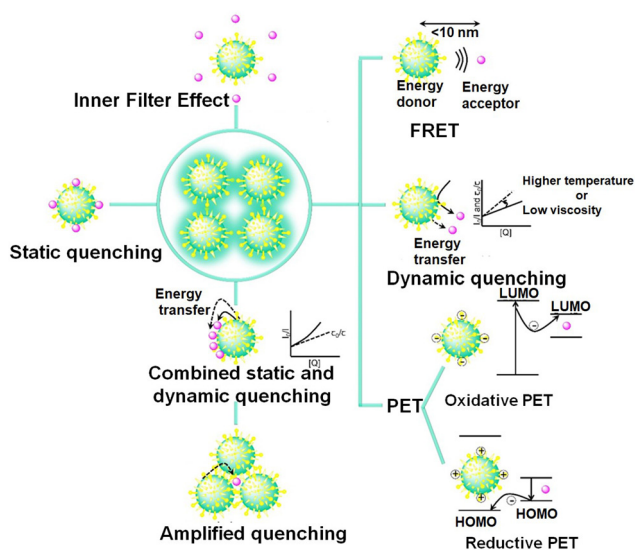 <10 nm
Energy
donor
Energy
acceptor
FRET
Inner Filter Effect
Static quenching
Higher temperature
or
Low viscosity
[Q]
Energy
transfer
Dynamic quenching
Energy
transfer
I₀/I
τ₀/τ
[Q]
Combined static and
dynamic quenching
LUMO
LUMO
-
-
-
-
-
Oxidative PET
PET
+
+
+
+
-
HOMO
HOMO
Reductive PET
Amplified quenching